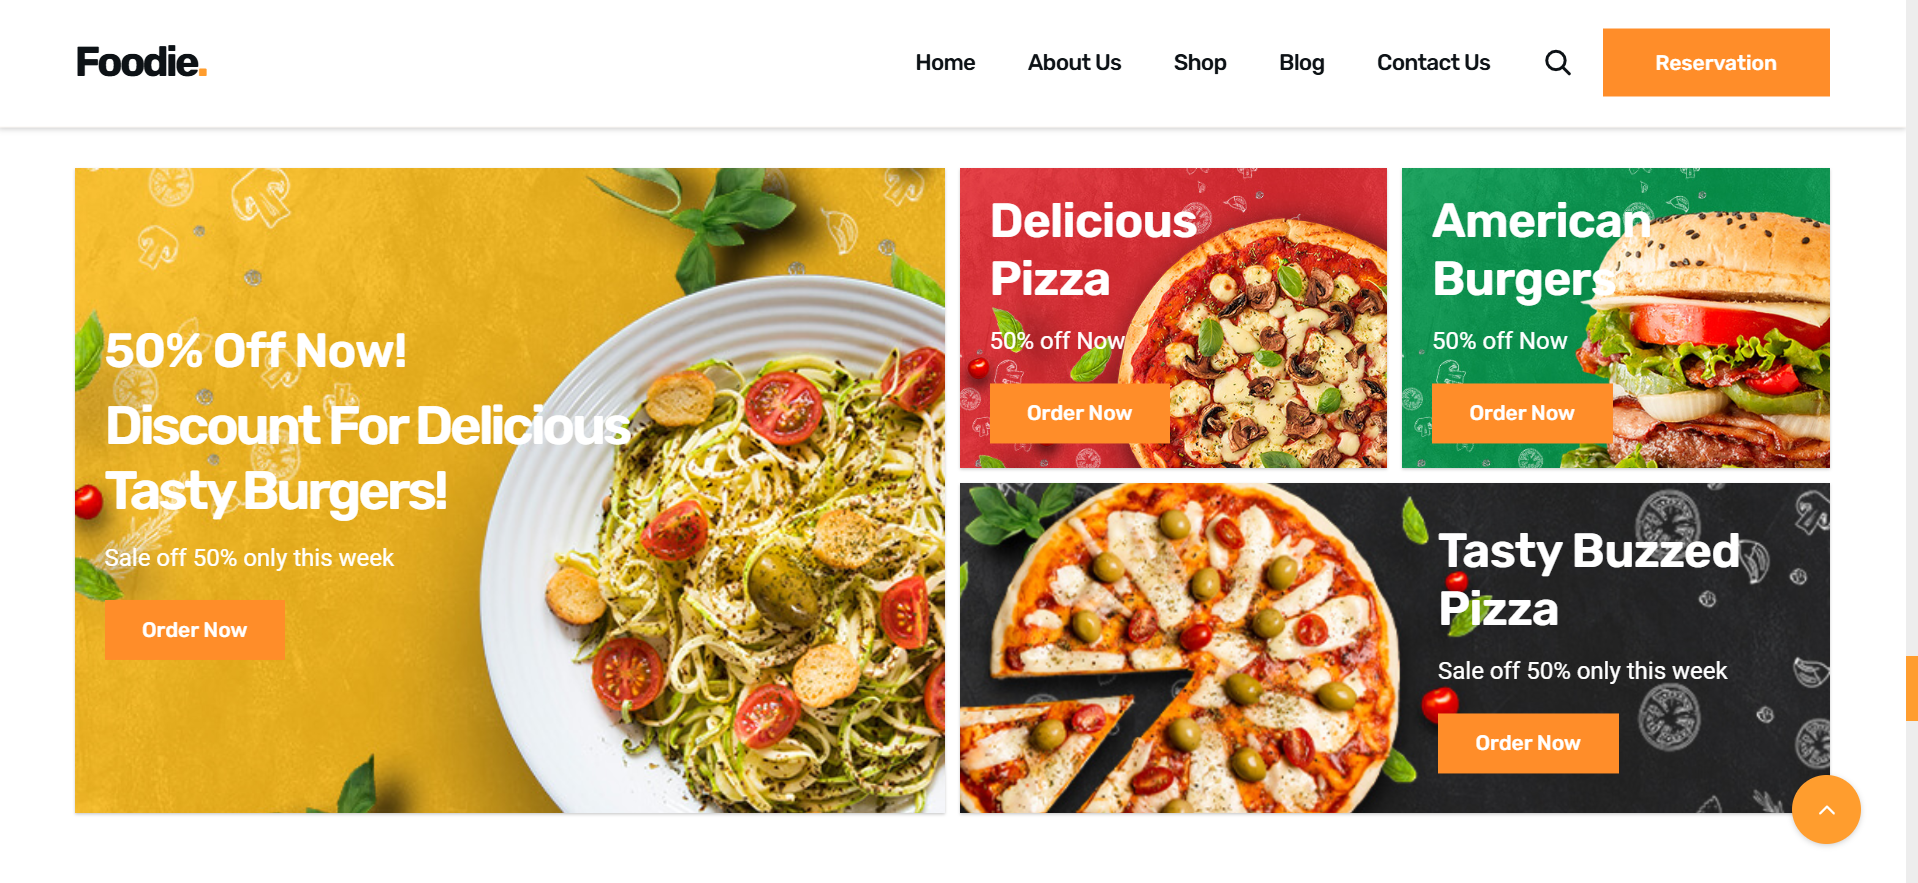 Foodie.
Home
About Us
Shop
Blog
Contact Us
Reservation
50% Off Now!
Discount For Delicious
Tasty Burgers!
Sale off 50% only this week
Order Now
Delicious
Pizza
50% off Now
Order Now
American
Burgers
50% off Now
Order Now
Tasty Buzzed
Pizza
Sale off 50% only this week
Order Now